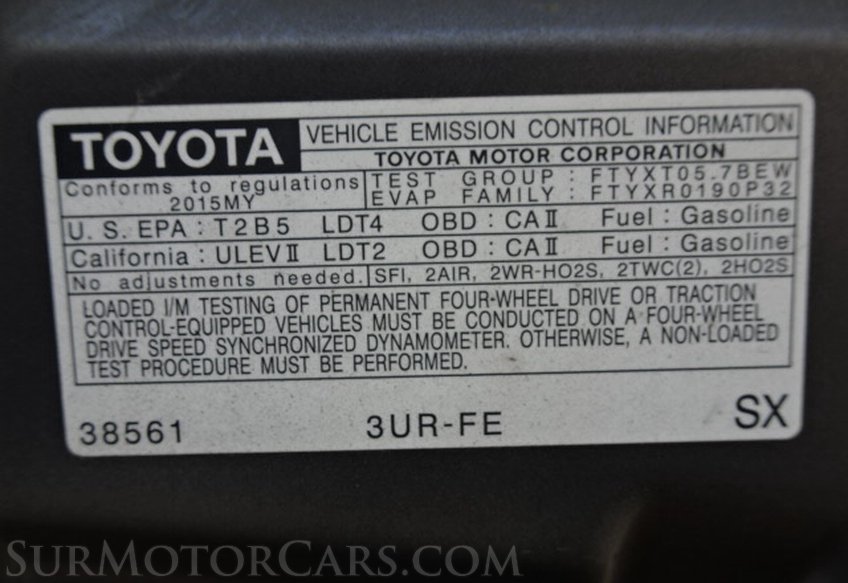 TOYOTA
VEHICLE EMISSION CONTROL INFORMATION
TOYOTA MOTOR CORPORATION
Conforms to regulations
2015MY
TEST GROUP : FTYXT05.7BEW
EVAP FAMILY : FTYXR0190P32
U. S. EPA : T2B5 LDT4 OBD : CAⅡ Fuel : Gasoline
California : ULEVⅡ LDT2 OBD : CAⅡ Fuel : Gasoline
No adjustments needed. SFI, 2AIR, 2WR-HO2S, 2TWC(2), 2HO2S
LOADED I/M TESTING OF PERMANENT FOUR-WHEEL DRIVE OR TRACTION
CONTROL-EQUIPPED VEHICLES MUST BE CONDUCTED ON A FOUR-WHEEL
DRIVE SPEED SYNCHRONIZED DYNAMOMETER. OTHERWISE, A NON-LOADED
TEST PROCEDURE MUST BE PERFORMED.
38561 3UR-FE SX
SURMOTORCARS.COM